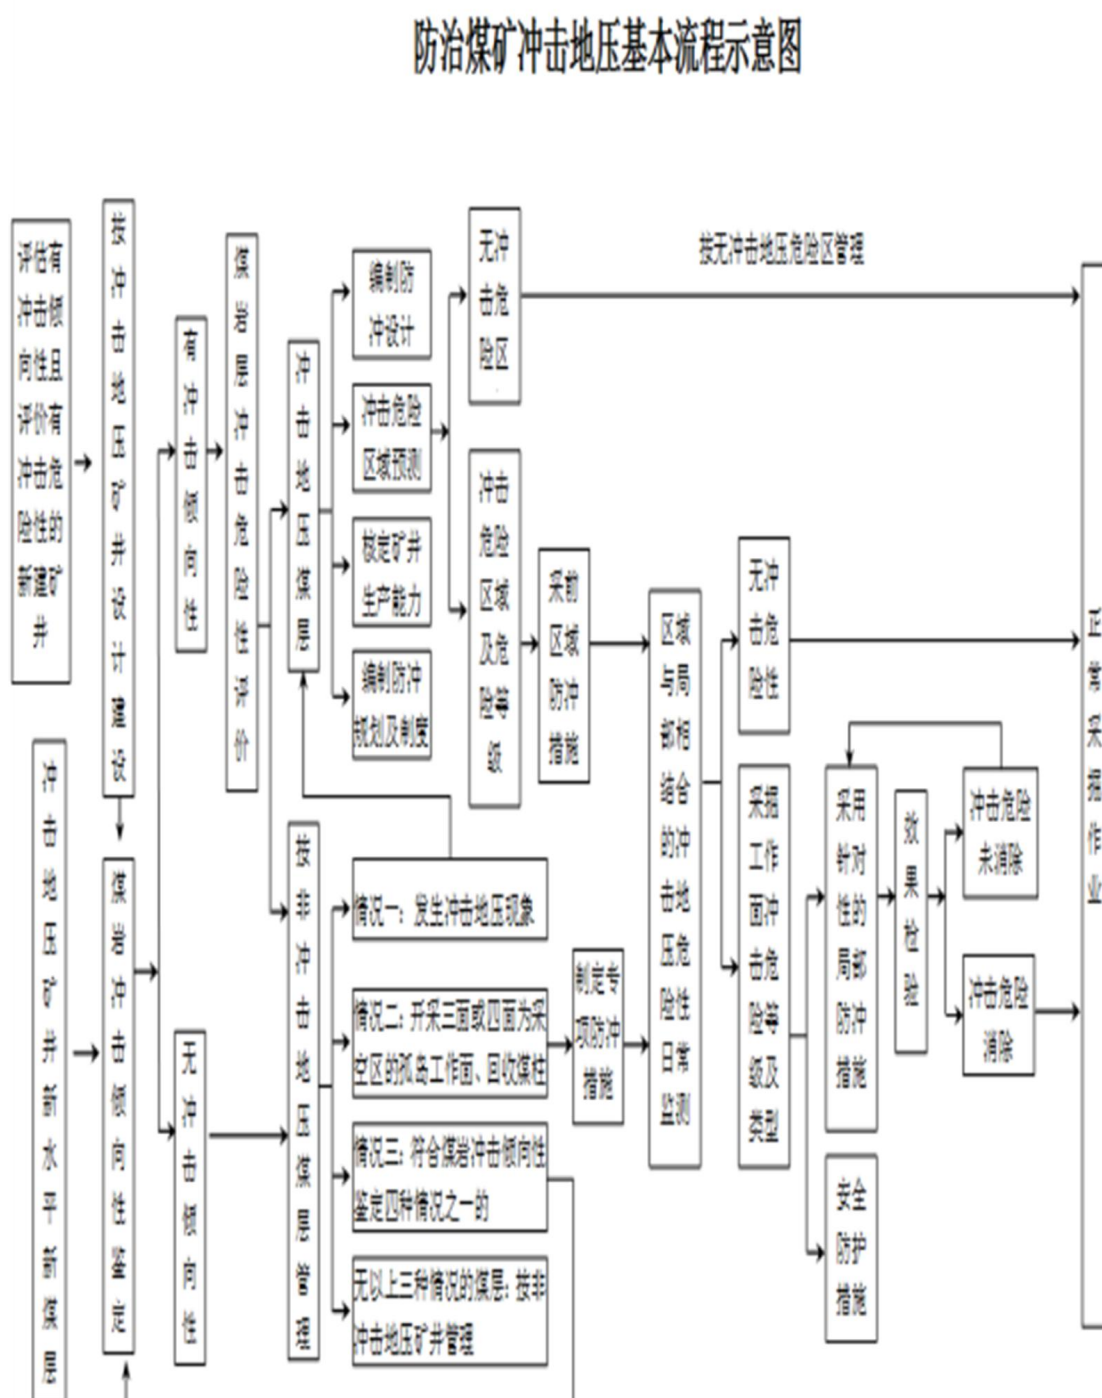 防治煤矿冲击地压基本流程示意图
评估有
冲击倾
向性且
评价有
冲击危
险性的
新建矿
井
按冲击地压矿井设计建设
冲击地压矿井新水平新煤层
煤岩冲击倾向性鉴定
有冲击倾向性
无冲击倾向性
煤岩层冲击危险性评价
冲击地压煤层
按非冲击地压煤层管理
编制防
冲设计
冲击危险
区域预测
核定矿井
生产能力
编制防冲
规划及制度
情况一：发生冲击地压现象
情况二：开采三面或四面为采
空区的孤岛工作面、回收煤柱
情况三：符合煤岩冲击倾向性
鉴定四种情况之一的
无以上三种情况的煤层：按非
冲击地压矿井管理
无冲
击危
险区
按无冲击地压危险区管理
冲击
危险
区域
及危
险等
级
采前
区域
防冲
措施
制定专
项防冲
措施
区域
与局
部相
结合
的冲
击地
压危
险性
日常
监测
无冲
击危
险性
采掘
工作
面冲
击危
险等
级及
类型
采用
针对
性的
局部
防冲
措施
安全
防护
措施
效果检验
冲击危险
未消除
冲击危险
消除
正常采掘作业